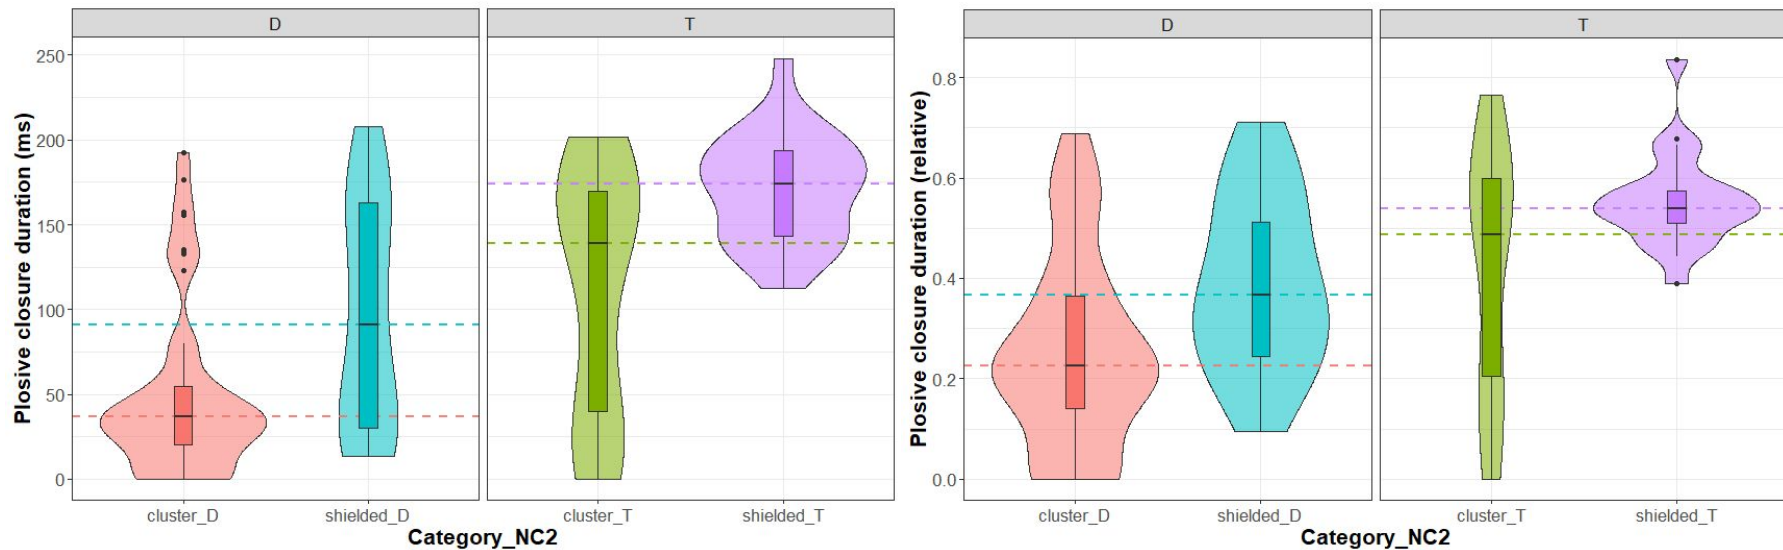 D
T
Plosive closure duration (ms)
250
200
150
100
50
0
cluster_D
shielded_D
cluster_T
shielded_T
Category_NC2
D
T
Plosive closure duration (relative)
0.8
0.6
0.4
0.2
0.0
cluster_D
shielded_D
cluster_T
shielded_T
Category_NC2